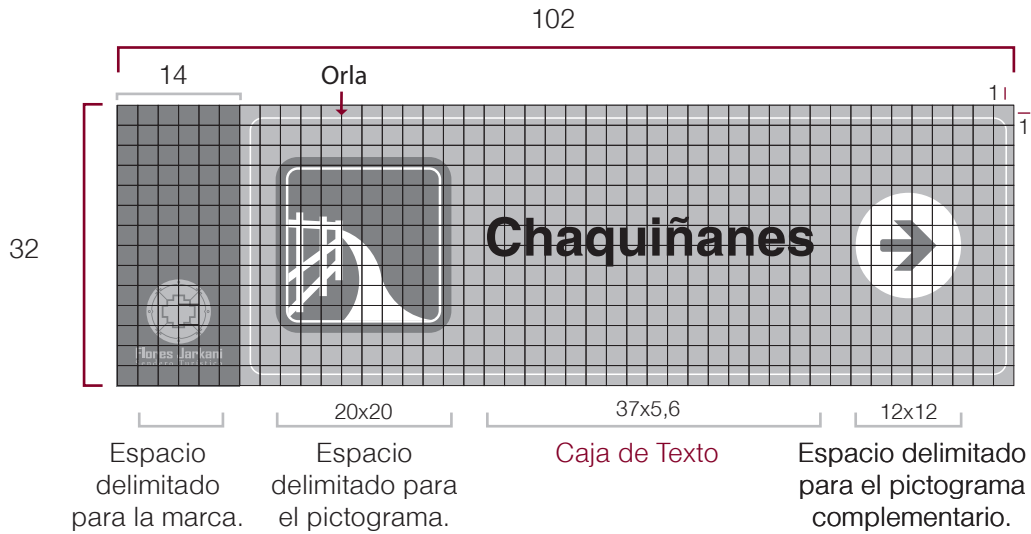 102
14
Orla
1
1
32
Chaquiñanes
Flores Jarkani
20x20
37x5,6
12x12
Espacio
delimitado
para la marca.
Espacio
delimitado para
el pictograma.
Caja de Texto
Espacio delimitado
para el pictograma
complementario.